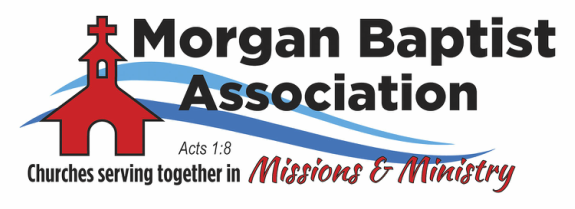 Morgan Baptist
Association
Acts 1:8
Churches serving together in Missions & Ministry